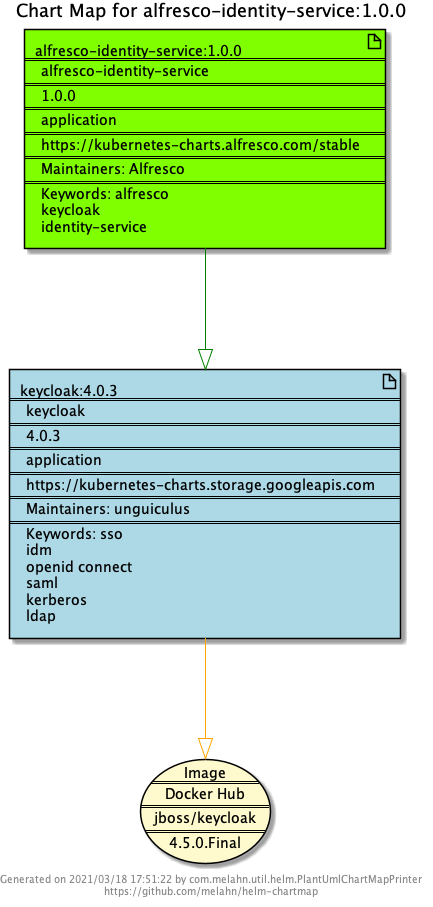 Chart Map for alfresco-identity-service:1.0.0
alfresco-identity-service:1.0.0
alfresco-identity-service
1.0.0
application
https://kubernetes-charts.alfresco.com/stable
Maintainers: Alfresco
Keywords: alfresco
keycloak
identity-service
keycloak:4.0.3
keycloak
4.0.3
application
https://kubernetes-charts.storage.googleapis.com
Maintainers: unguiculus
Keywords: sso
idm
openid connect
saml
kerberos
ldap
Image
Docker Hub
jboss/keycloak
4.5.0.Final
Generated on 2021/03/18 17:51:22 by com.melahn.util.helm.PlantUmlChartMapPrinter
https://github.com/melahn/helm-chartmap